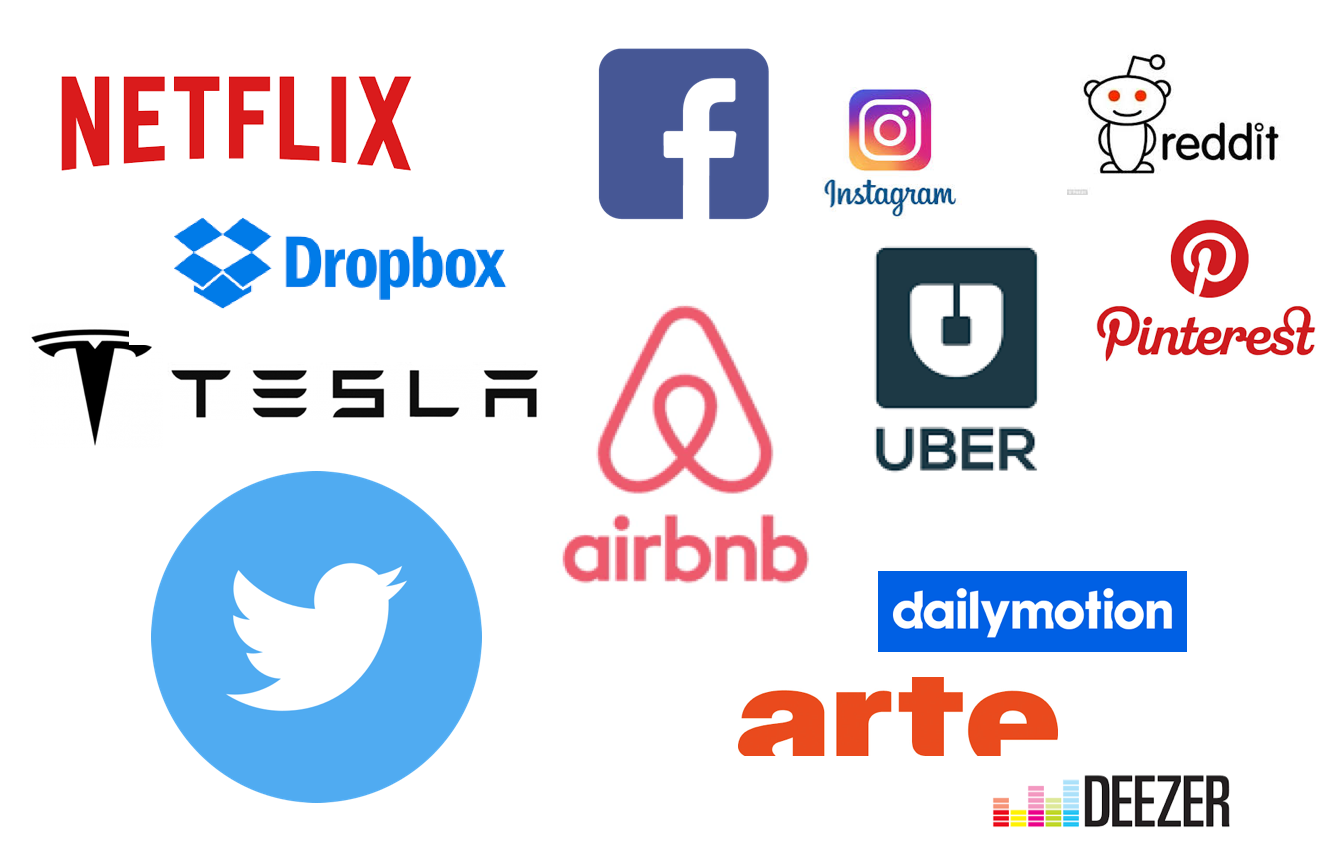 NETFLIX
Instagram
reddit
Dropbox
Pinterest
TESLA
UBER
airbnb
dailymotion
arte
DEEZER